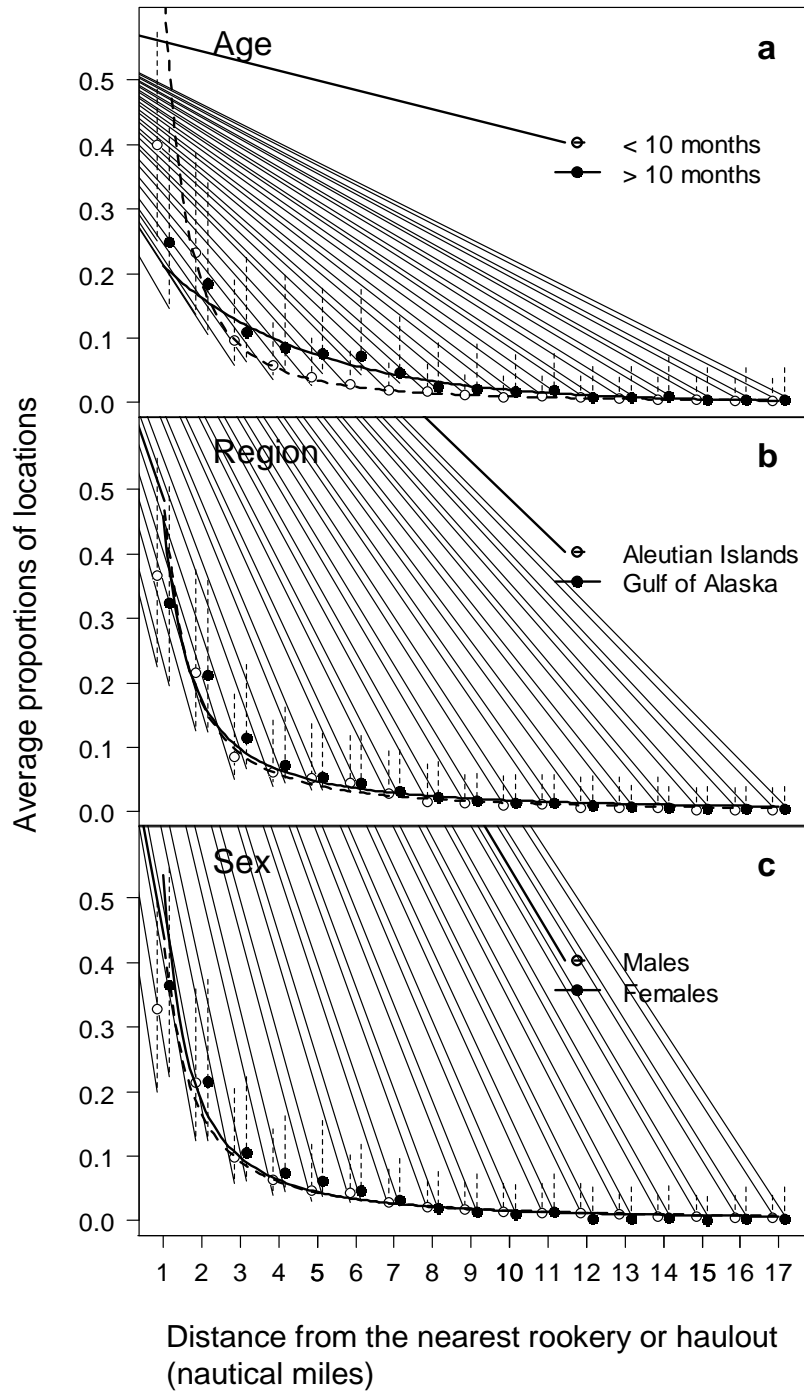 Age
a
0.5
0.4
0.3
0.2
0.1
0.0
< 10 months
> 10 months
Region
b
0.5
0.4
0.3
0.2
0.1
0.0
Aleutian Islands
Gulf of Alaska
Sex
c
0.5
0.4
0.3
0.2
0.1
0.0
Males
Females
Average proportions of locations
1 2 3 4 5 6 7 8 9 10 11 12 13 14 15 16 17
Distance from the nearest rookery or haulout
(nautical miles)